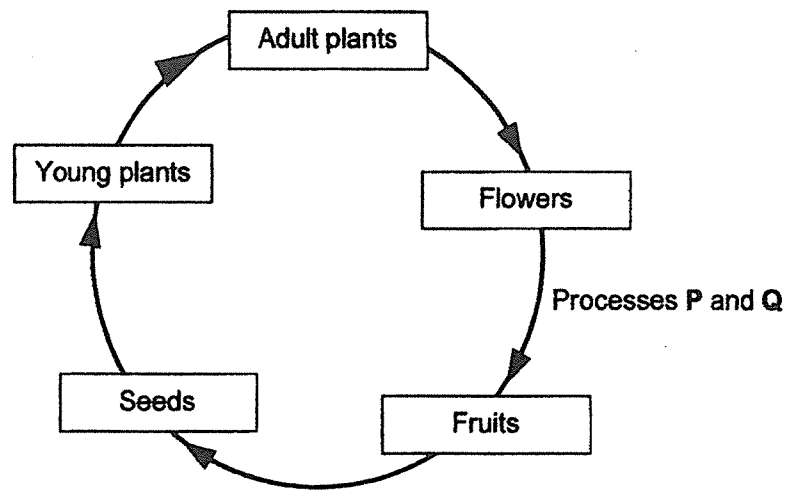 Adult plants
Young plants
Flowers
Processes P and Q
Seeds
Fruits